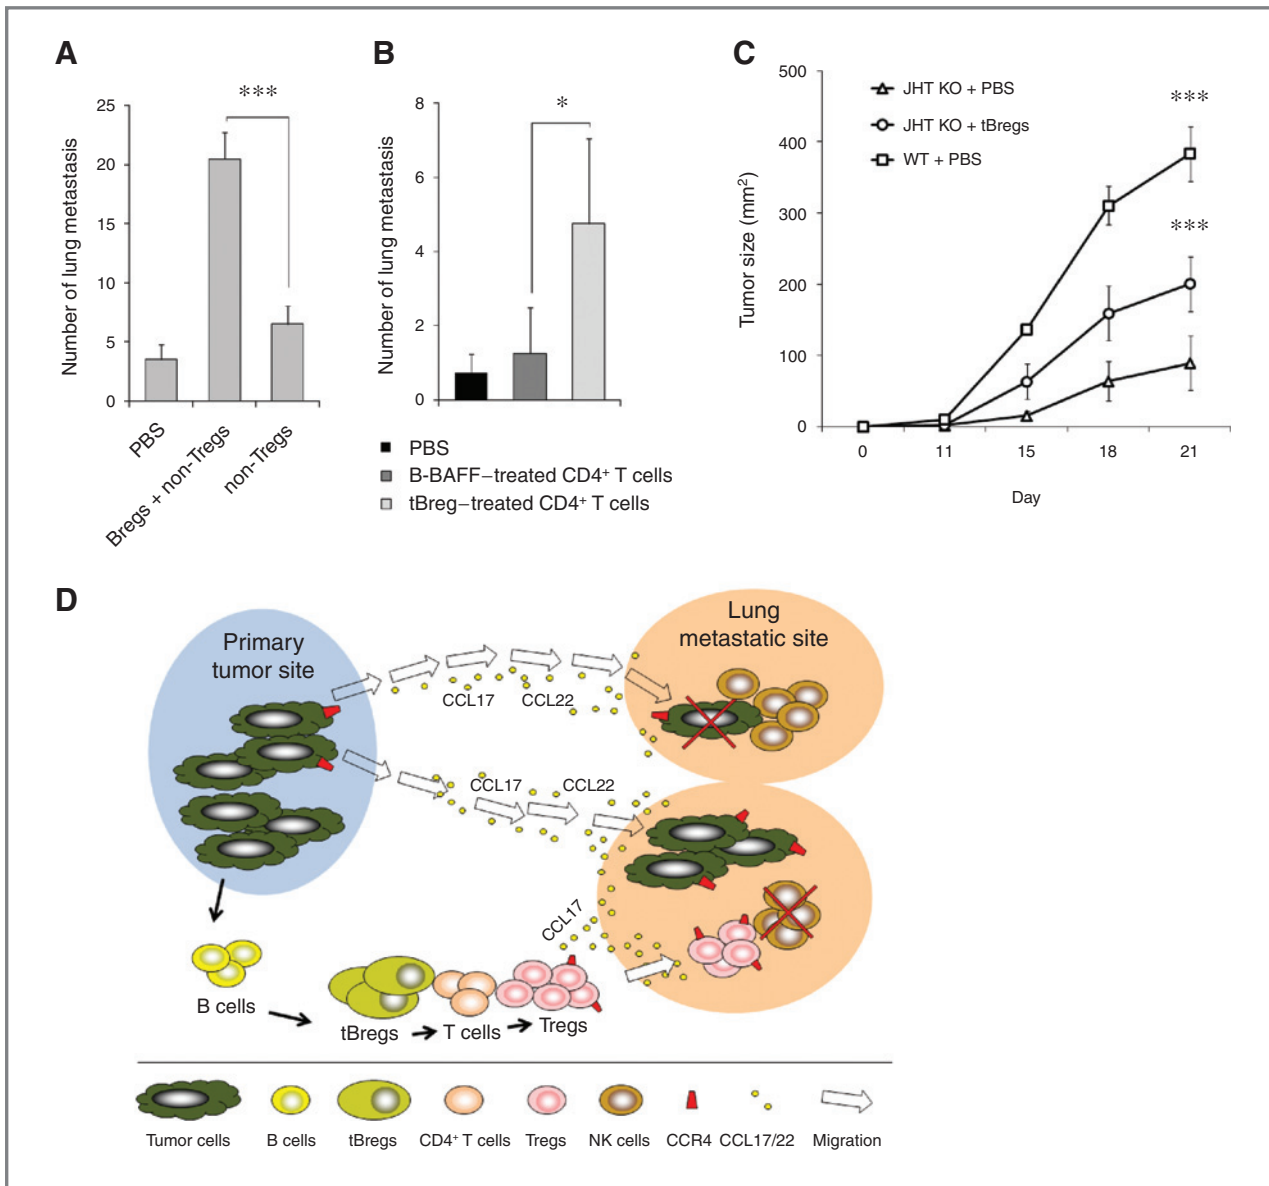 A
Number of lung metastasis
25
20
15
10
5
0
***
PBS
Bregs + non-Tregs
non-Tregs
B
Number of lung metastasis
8
6
4
2
0
*
PBS
B-BAFF–treated CD4⁺ T cells
tBreg–treated CD4⁺ T cells
C
Tumor size (mm²)
500
400
300
200
100
0
JHT KO + PBS
JHT KO + tBregs
WT + PBS
***
***
0 11 15 18 21
Day
D
Primary
tumor site
Lung
metastatic site
CCL17 CCL22
CCL17 CCL22
CCL17
B cells
tBregs T cells Tregs
Tumor cells B cells tBregs CD4⁺ T cells Tregs NK cells CCR4 CCL17/22 Migration